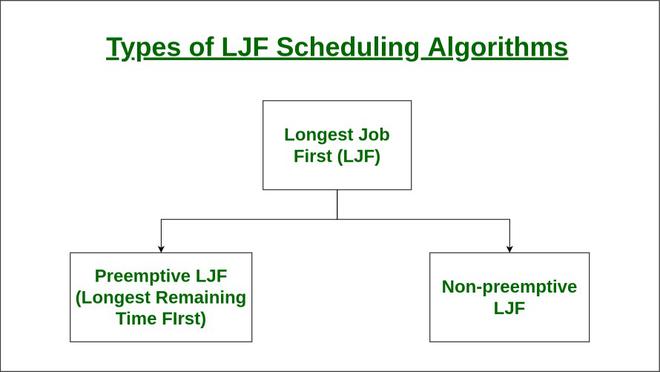 Types of LJF Scheduling Algorithms
Longest Job
First (LJF)
Preemptive LJF
(Longest Remaining
Time FIrst)
Non-preemptive
LJF